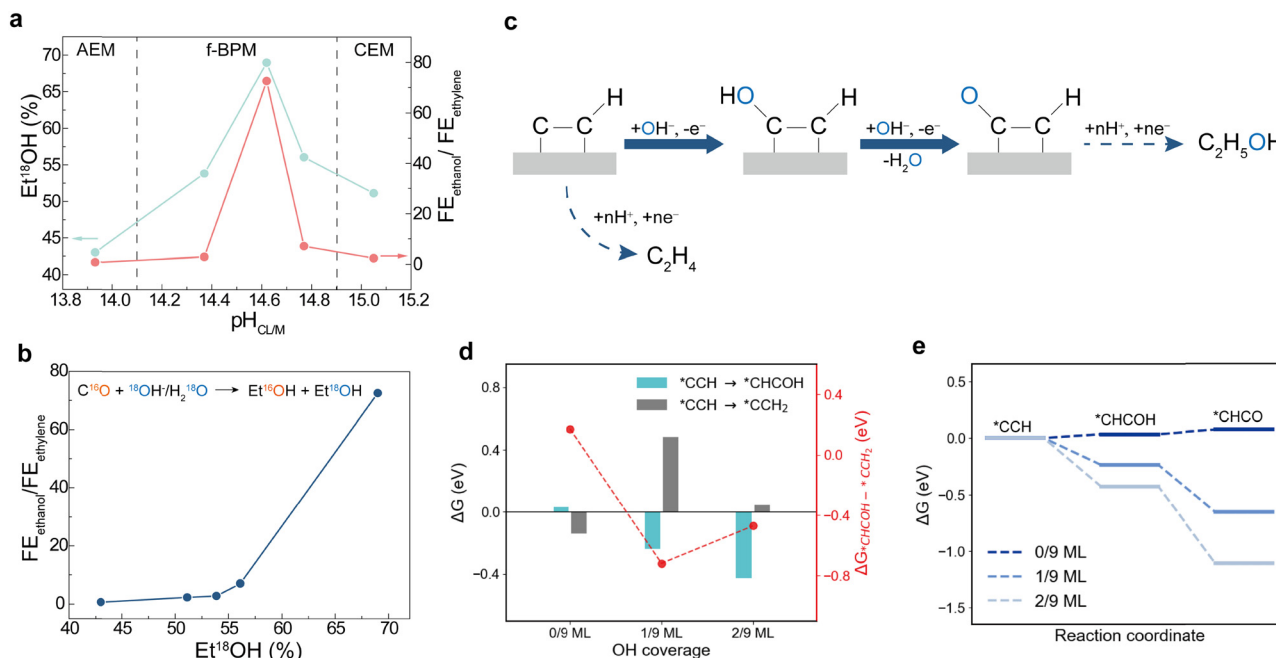 a
AEM f-BPM CEM
70
65
60
55
50
45
40
Et¹⁸OH (%)
80
60
40
20
0
FE_ethanol/ FE_ethylene
13.8 14.0 14.2 14.4 14.6 14.8 15.0 15.2
pH_CL/M
b
80
60
40
20
0
FE_ethanol/FE_ethylene
C¹⁶O + ¹⁸OH⁻/H₂¹⁸O → Et¹⁶OH + Et¹⁸OH
40 45 50 55 60 65 70
Et¹⁸OH (%)
c
H
C – C
+OH⁻, -e⁻
HO H
C – C
+OH⁻, -e⁻
-H₂O
O H
C – C
+nH⁺, +ne⁻
C₂H₅OH
+nH⁺, +ne⁻
C₂H₄
d
0.8
0.4
0.0
−0.4
ΔG (eV)
*CCH → *CHCOH
*CCH → *CCH₂
0.4
0.0
−0.4
−0.8
ΔG*CHCOH−*CCH₂ (eV)
0/9 ML 1/9 ML 2/9 ML
OH coverage
e
0.5
0.0
−0.5
−1.0
−1.5
ΔG (eV)
*CCH *CHCOH *CHCO
0/9 ML
1/9 ML
2/9 ML
Reaction coordinate